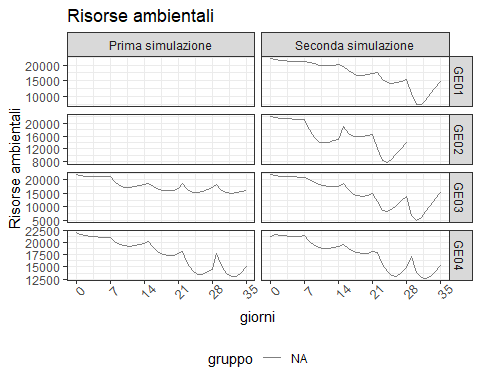 Risorse ambientali
Prima simulazione
Seconda simulazione
Risorse ambientali
20000
15000
10000
GE01
20000
16000
12000
8000
GE02
20000
15000
10000
5000
GE03
22500
20000
17500
15000
12500
GE04
0 7 14 21 28 35
0 7 14 21 28 35
giorni
gruppo NA